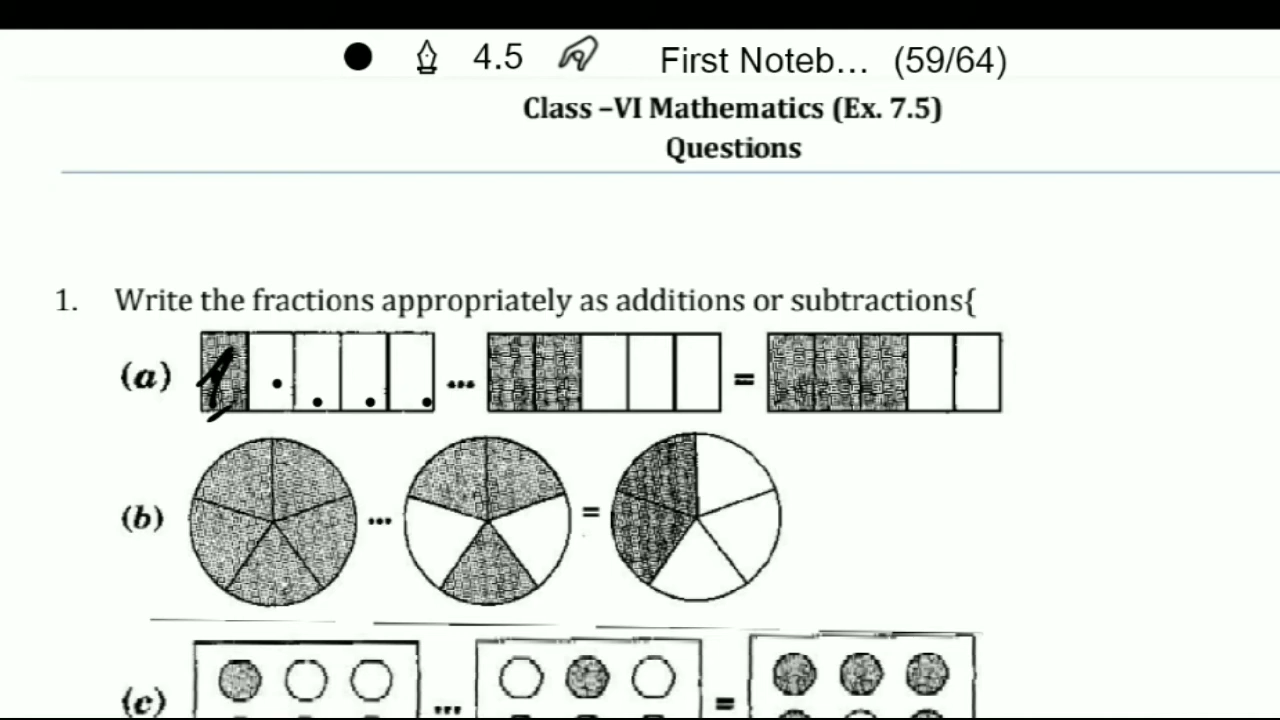 4.5 First Noteb... (59/64)
Class –VI Mathematics (Ex. 7.5)
Questions
1. Write the fractions appropriately as additions or subtractions{
(a) ... =
(b) ... =
(c) ... =